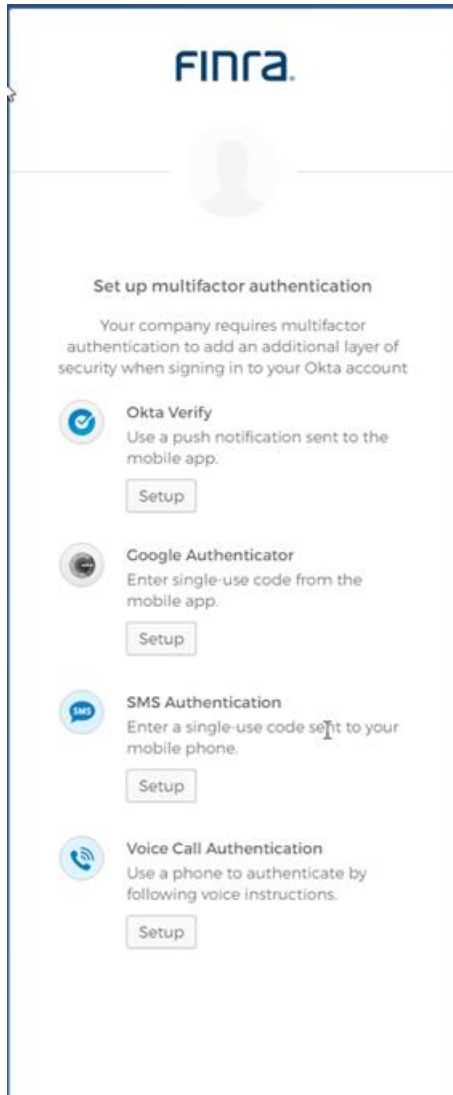 FINRA.
Set up multifactor authentication
Your company requires multifactor
authentication to add an additional layer of
security when signing in to your Okta account
Okta Verify
Use a push notification sent to the
mobile app.
Setup
Google Authenticator
Enter single-use code from the
mobile app.
Setup
SMS
SMS Authentication
Enter a single-use code sent to your
mobile phone.
Setup
Voice Call Authentication
Use a phone to authenticate by
following voice instructions.
Setup